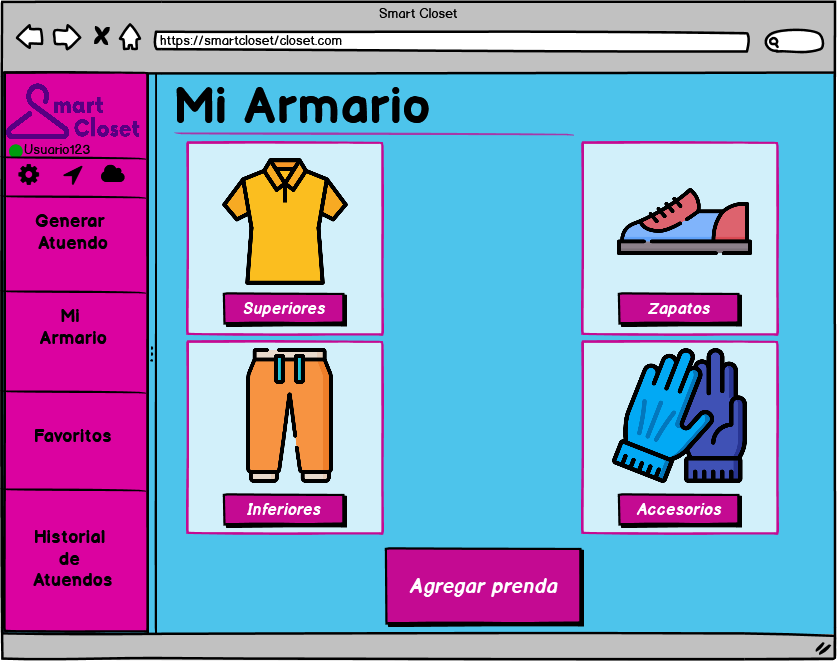 Smart Closet
https://smartcloset/closet.com
Smart
Closet
Usuario123
Generar
Atuendo
Mi
Armario
Favoritos
Historial
de
Atuendos
Mi Armario
Superiores
Zapatos
Inferiores
Accesorios
Agregar prenda